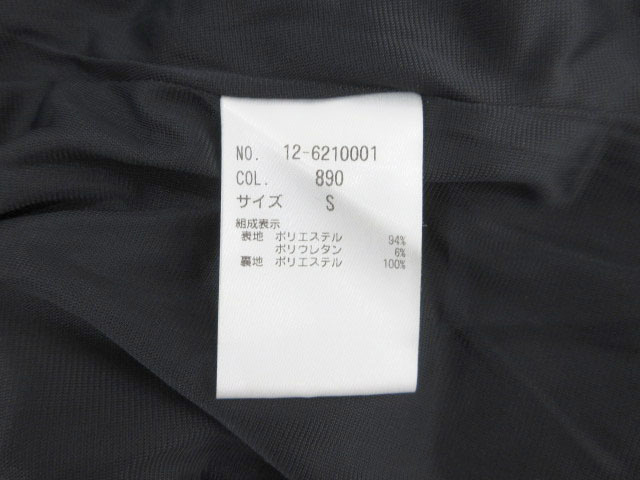 NO. 12-6210001
COL. 890
サイズ S
組成表示
表地 ポリエステル 94%
ポリウレタン 6%
裏地 ポリエステル 100%